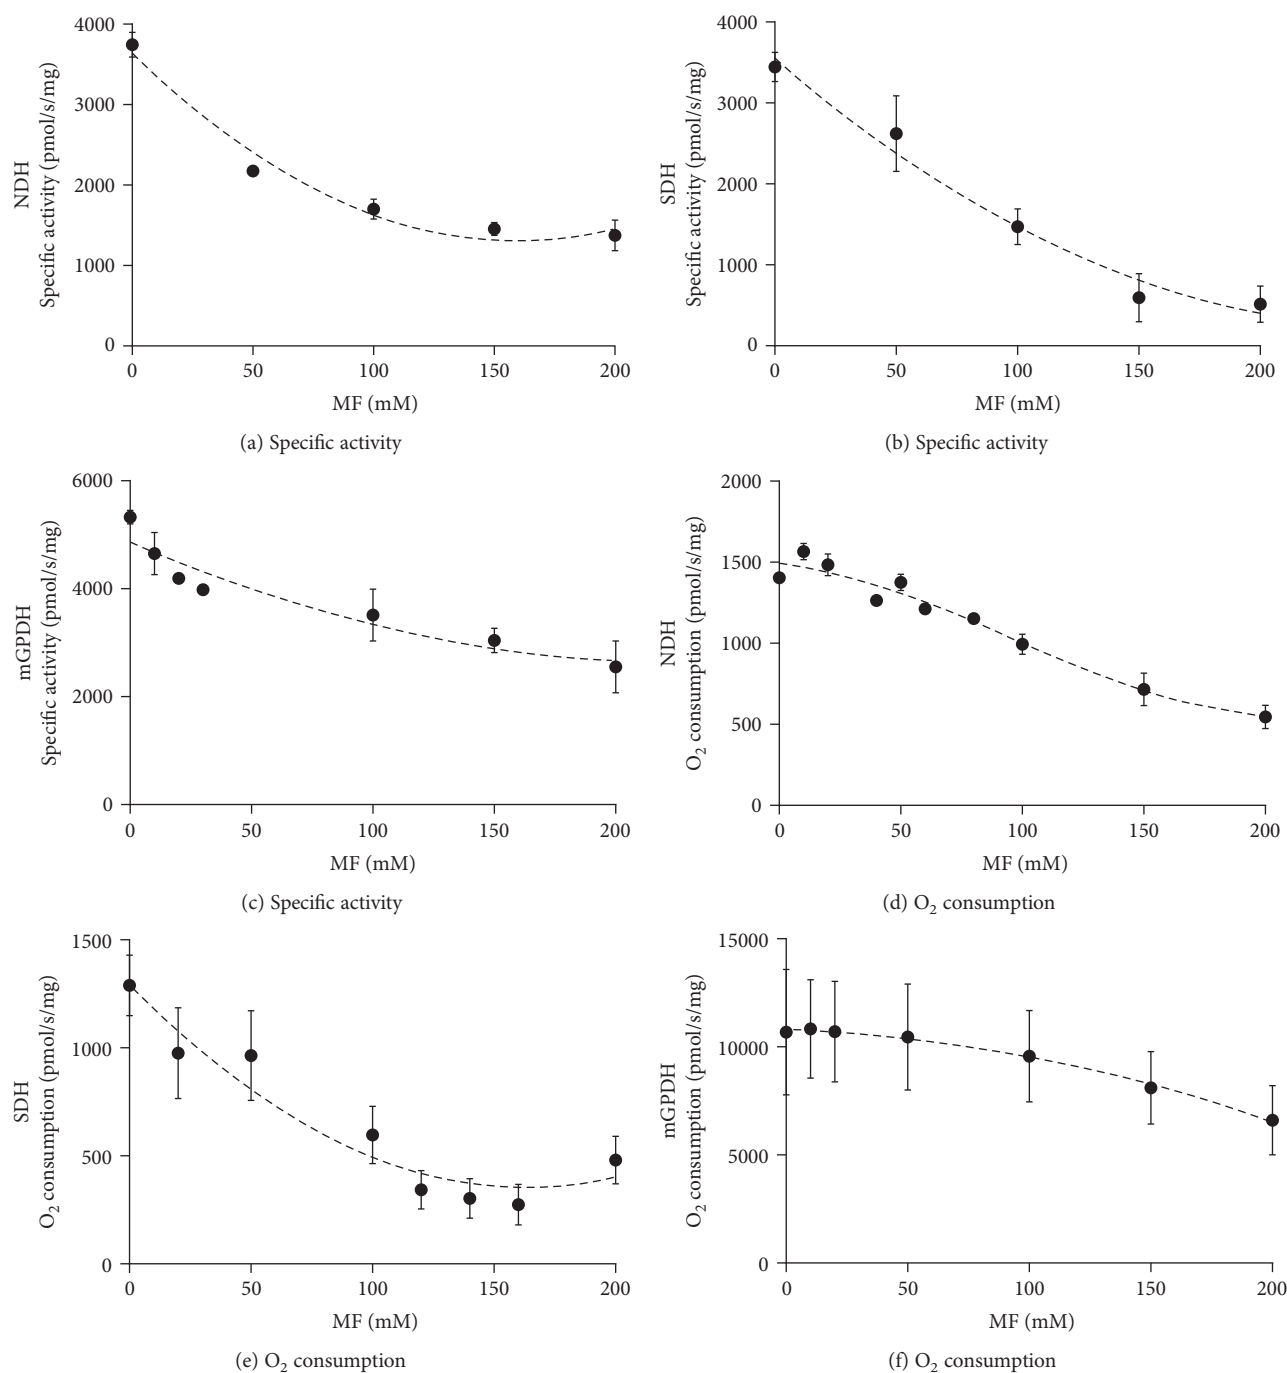 4000
3000
2000
1000
0
NDH
Specific activity (pmol/s/mg)
0 50 100 150 200
MF (mM)
(a) Specific activity
4000
3000
2000
1000
0
SDH
Specific activity (pmol/s/mg)
0 50 100 150 200
MF (mM)
(b) Specific activity
6000
4000
2000
0
mGPDH
Specific activity (pmol/s/mg)
0 50 100 150 200
MF (mM)
(c) Specific activity
2000
1500
1000
500
0
NDH
O₂ consumption (pmol/s/mg)
0 50 100 150 200
MF (mM)
(d) O₂ consumption
1500
1000
500
0
SDH
O₂ consumption (pmol/s/mg)
0 50 100 150 200
MF (mM)
(e) O₂ consumption
15000
10000
5000
0
mGPDH
O₂ consumption (pmol/s/mg)
0 50 100 150 200
MF (mM)
(f) O₂ consumption